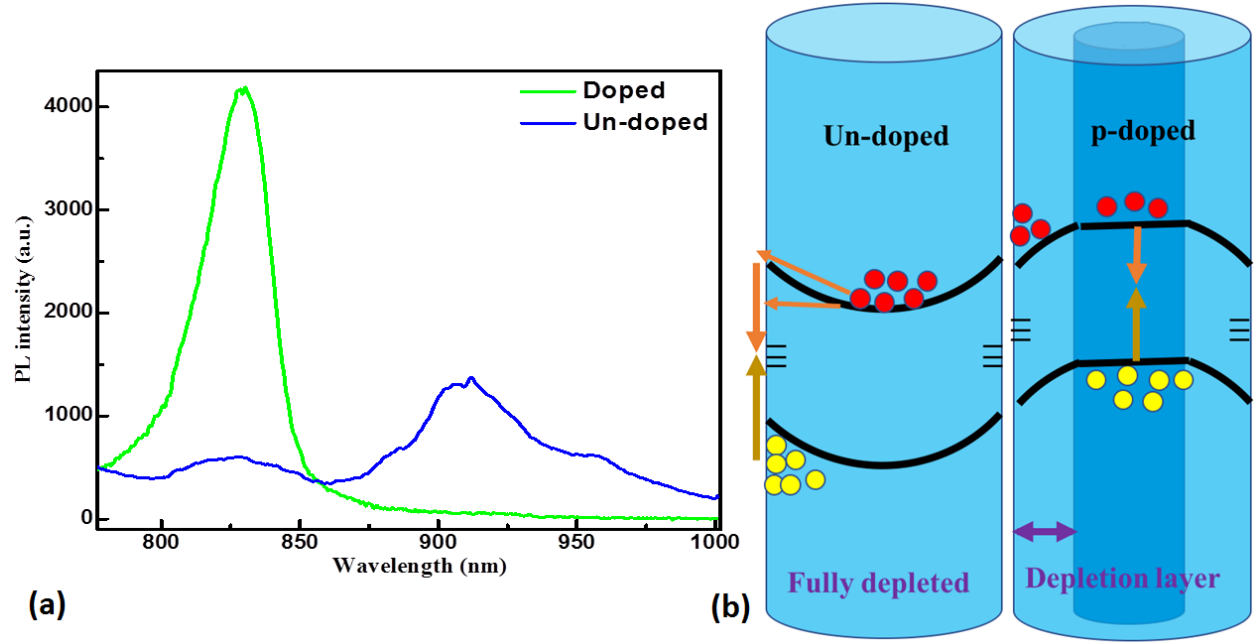 4000
3000
2000
1000
0
PL intensity (a.u.)
Doped
Un-doped
800
850
900
950
1000
Wavelength (nm)
(a)
Un-doped
p-doped
Fully depleted
Depletion layer
(b)